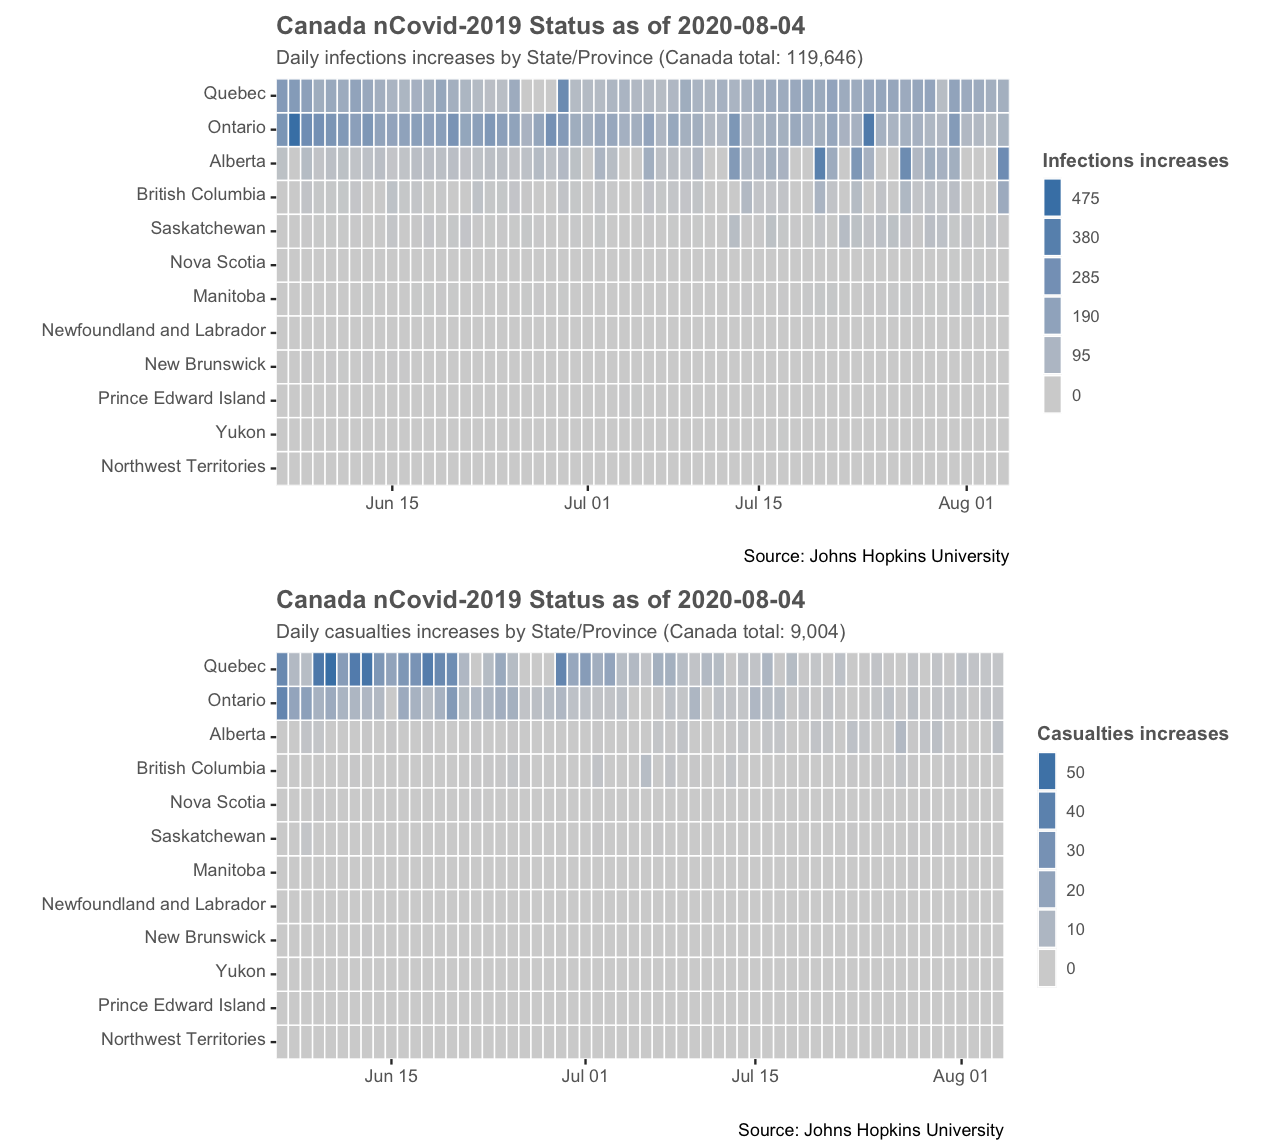 Canada nCovid-2019 Status as of 2020-08-04
Daily infections increases by State/Province (Canada total: 119,646)
Quebec
Ontario
Alberta
British Columbia
Saskatchewan
Nova Scotia
Manitoba
Newfoundland and Labrador
New Brunswick
Prince Edward Island
Yukon
Northwest Territories
Jun 15
Jul 01
Jul 15
Aug 01
Infections increases
475
380
285
190
95
0
Source: Johns Hopkins University
Canada nCovid-2019 Status as of 2020-08-04
Daily casualties increases by State/Province (Canada total: 9,004)
Quebec
Ontario
Alberta
British Columbia
Nova Scotia
Saskatchewan
Manitoba
Newfoundland and Labrador
New Brunswick
Yukon
Prince Edward Island
Northwest Territories
Jun 15
Jul 01
Jul 15
Aug 01
Casualties increases
50
40
30
20
10
0
Source: Johns Hopkins University